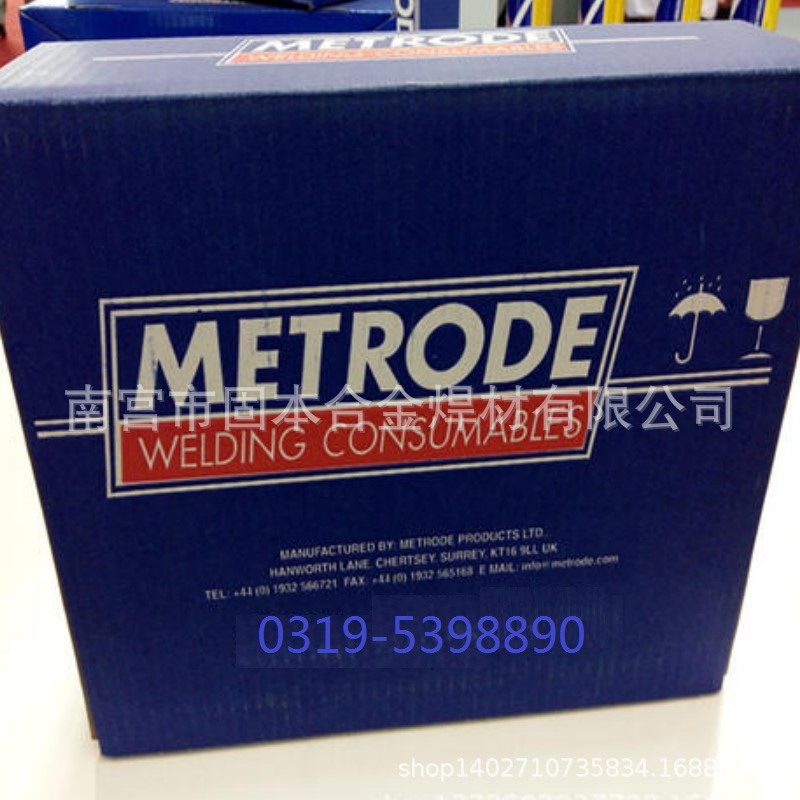 METRODE
WELDING CONSUMABLES
METRODE
南宫市固本合金焊材有限公司
WELDING CONSUMABLES
MANUFACTURED BY: METRODE PRODUCTS LTD..
HANWORTH LANE, CHERTSEY, SURREY, KT16 9LL UK
TEL: +44 (0) 1932 566721 FAX: +44 (0) 1932 565168 E MAIL: info@metrode.com
0319-5398890
shop1402710735834.1688